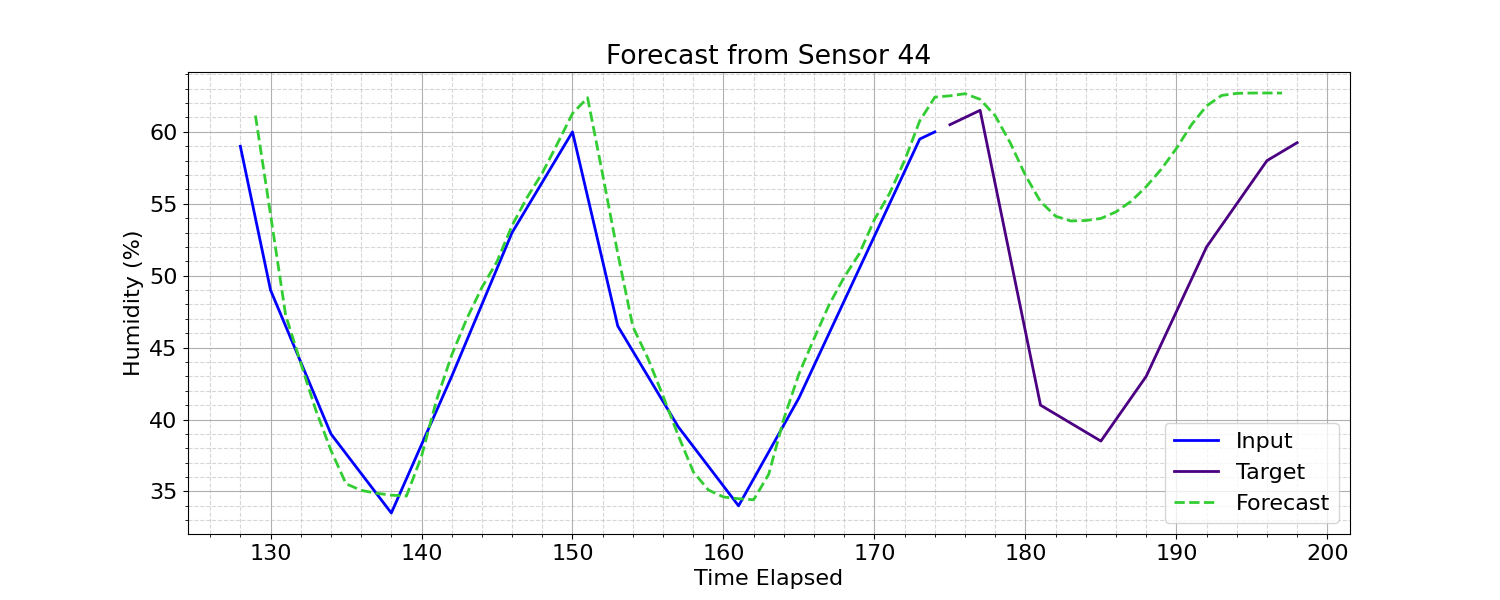 Forecast from Sensor 44
Humidity (%)
60
55
50
45
40
35
130 140 150 160 170 180 190 200
Time Elapsed
Input
Target
Forecast